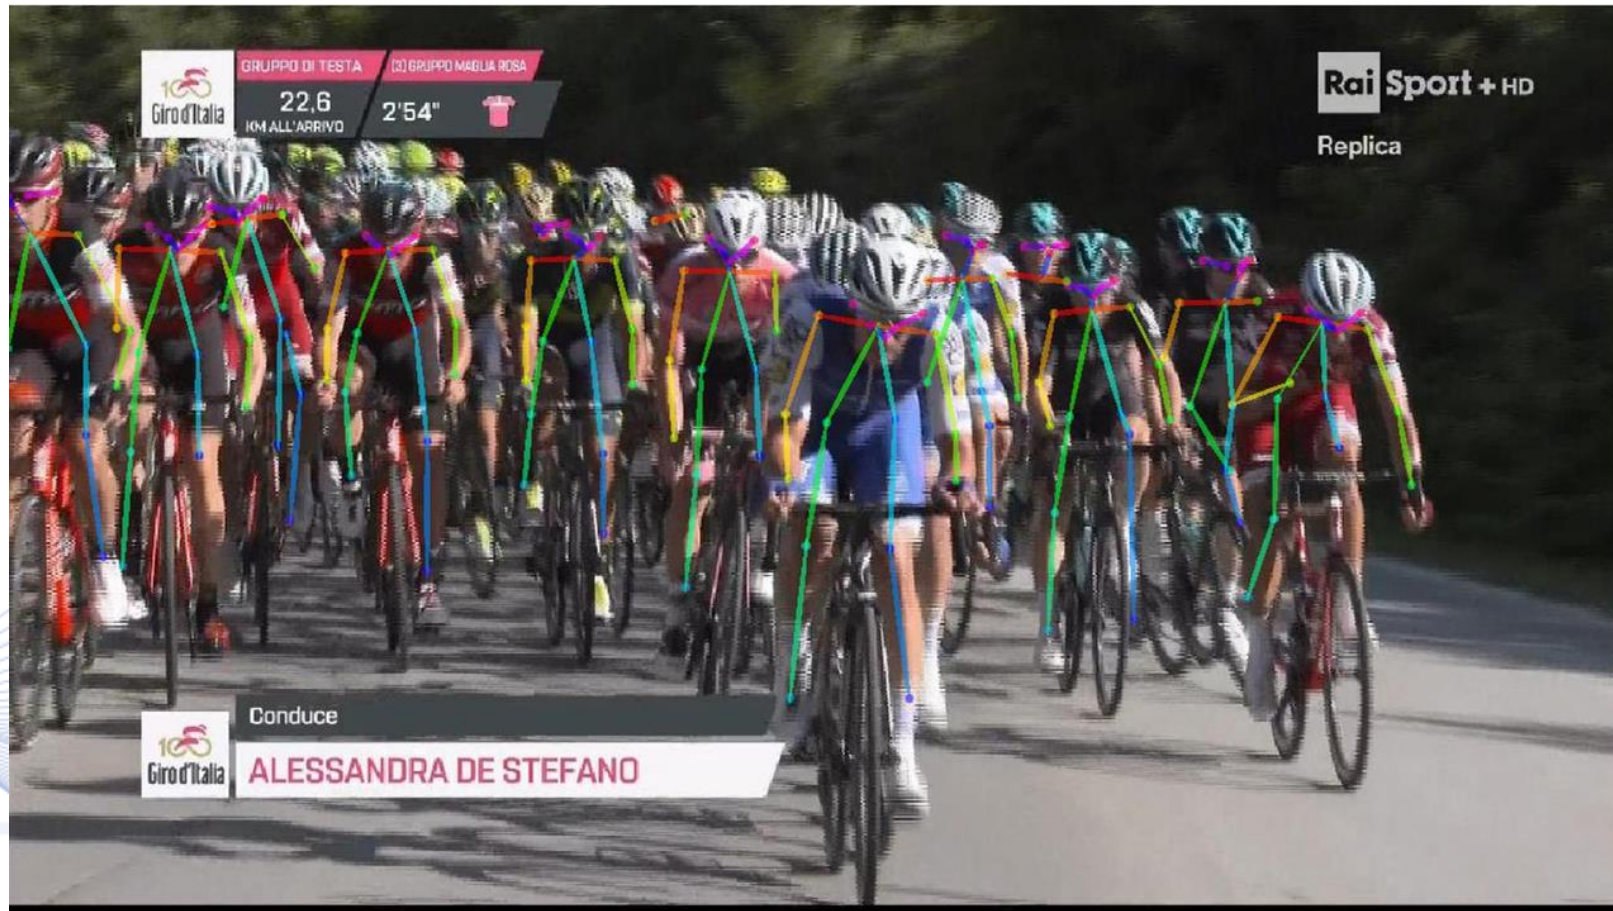 GRUPPO DI TESTA
(3) GRUPPO MAGLIA ROSA
100
Giro d'Italia
22,6
KM ALL'ARRIVO
2'54"
Rai Sport + HD
Replica
Conduce
100
Giro d'Italia
ALESSANDRA DE STEFANO